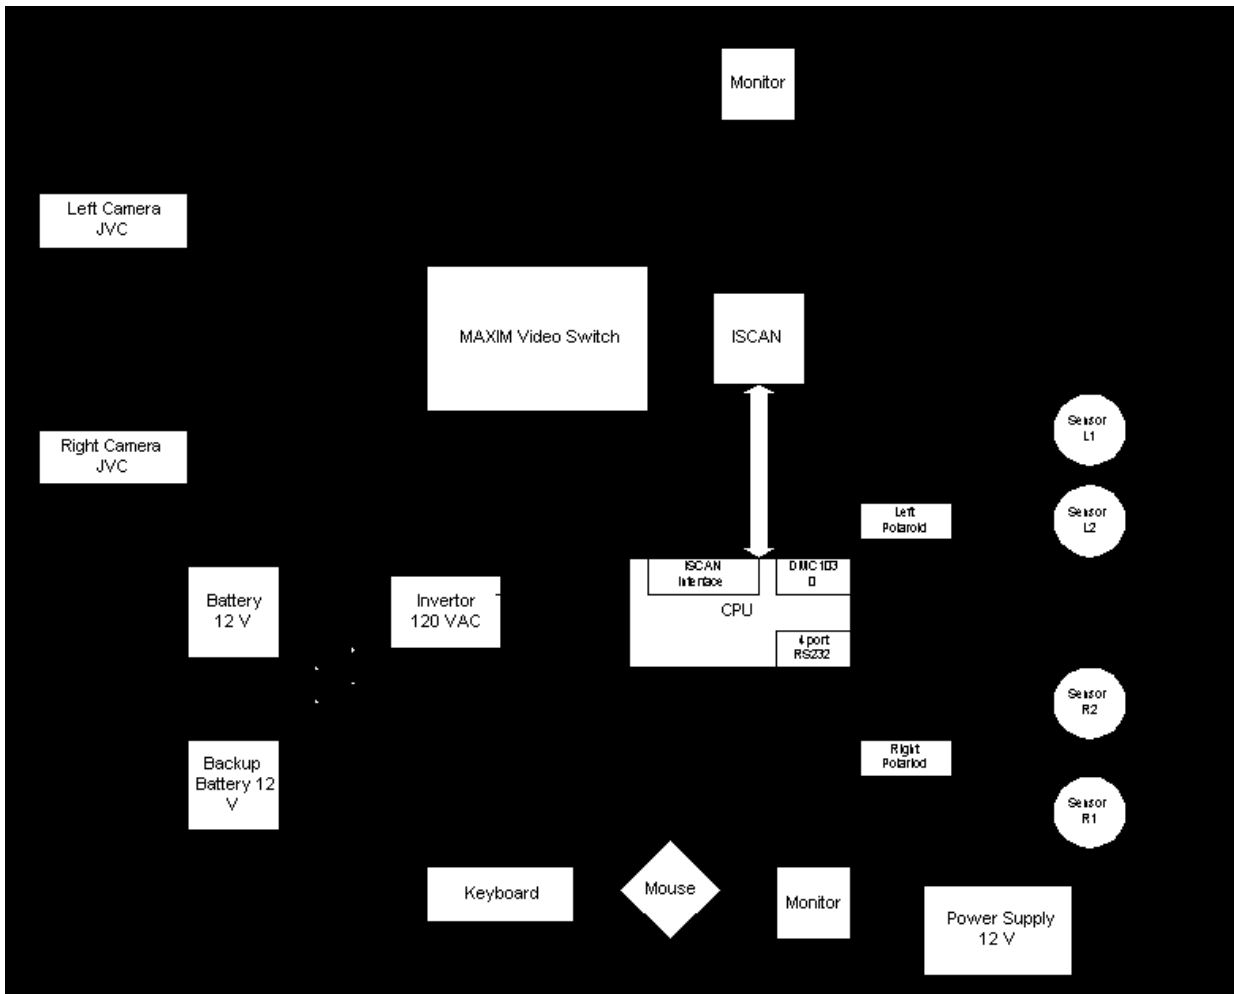 Monitor
Left Camera
JVC
MAXIM Video Switch
ISCAN
Sensor
L1
Right Camera
JVC
Left
Polaroid
Sensor
L2
ISCAN
Interface
DMC103
0
Battery
12 V
Invertor
120 VAC
CPU
4 port
RS232
Sensor
R2
Right
Polariod
Backup
Battery 12
V
Sensor
R1
Keyboard
Mouse
Monitor
Power Supply
12 V